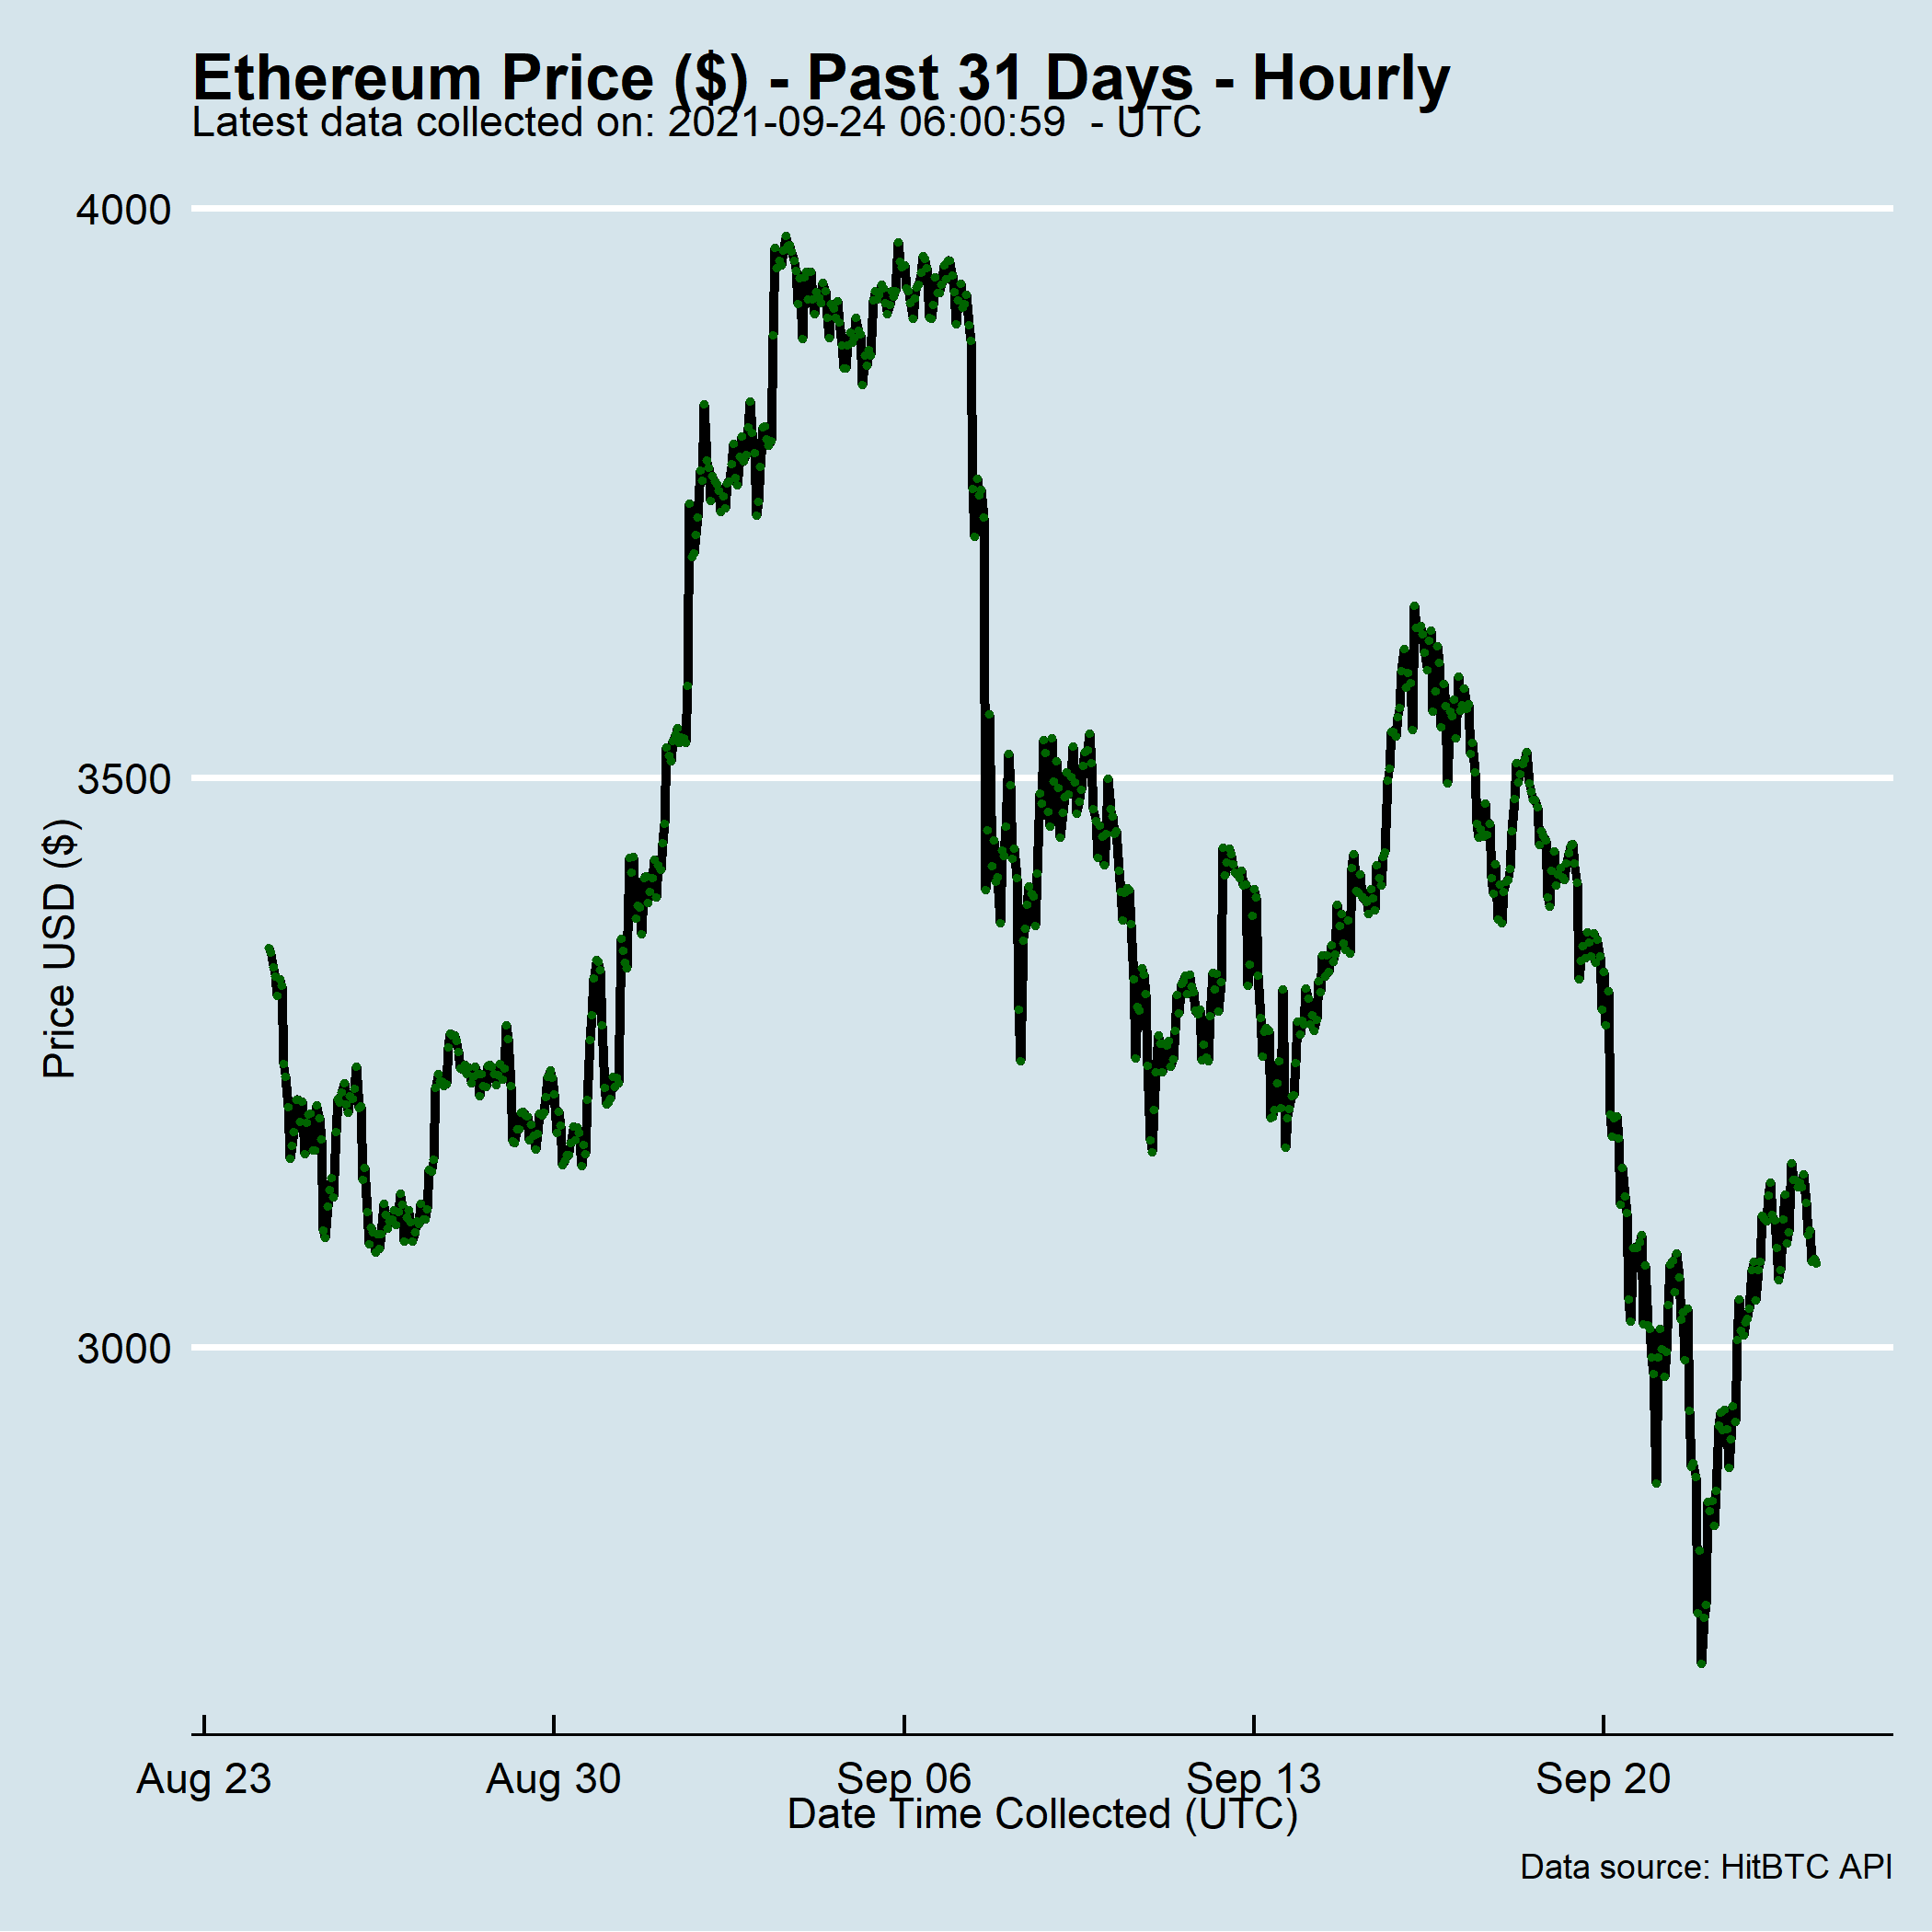 Ethereum Price ($) - Past 31 Days - Hourly
Latest data collected on: 2021-09-24 06:00:59  - UTC
4000
3500
3000
Price USD ($)
Aug 23
Aug 30
Sep 06
Sep 13
Sep 20
Date Time Collected (UTC)
Data source: HitBTC API